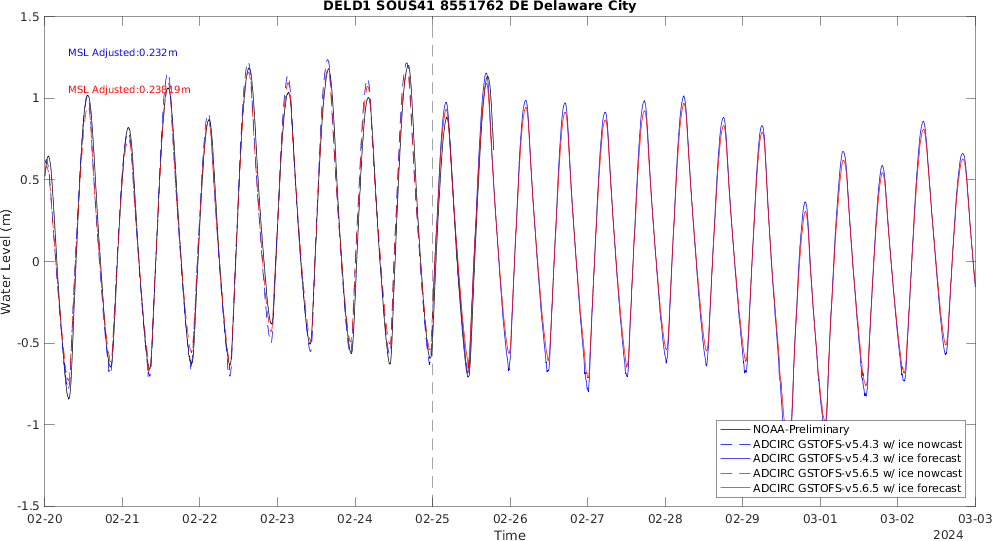 DELD1 SOUS41 8551762 DE Delaware City
1.5
MSL Adjusted:0.232m
MSL Adjusted:0.23819m
1
0.5
0
-0.5
-1
-1.5
Water Level (m)
NOAA-Preliminary
ADCIRC GSTOFS-v5.4.3 w/ ice nowcast
ADCIRC GSTOFS-v5.4.3 w/ ice forecast
ADCIRC GSTOFS-v5.6.5 w/ ice nowcast
ADCIRC GSTOFS-v5.6.5 w/ ice forecast
02-20 02-21 02-22 02-23 02-24 02-25 02-26 02-27 02-28 02-29 03-01 03-02 03-03
Time
2024